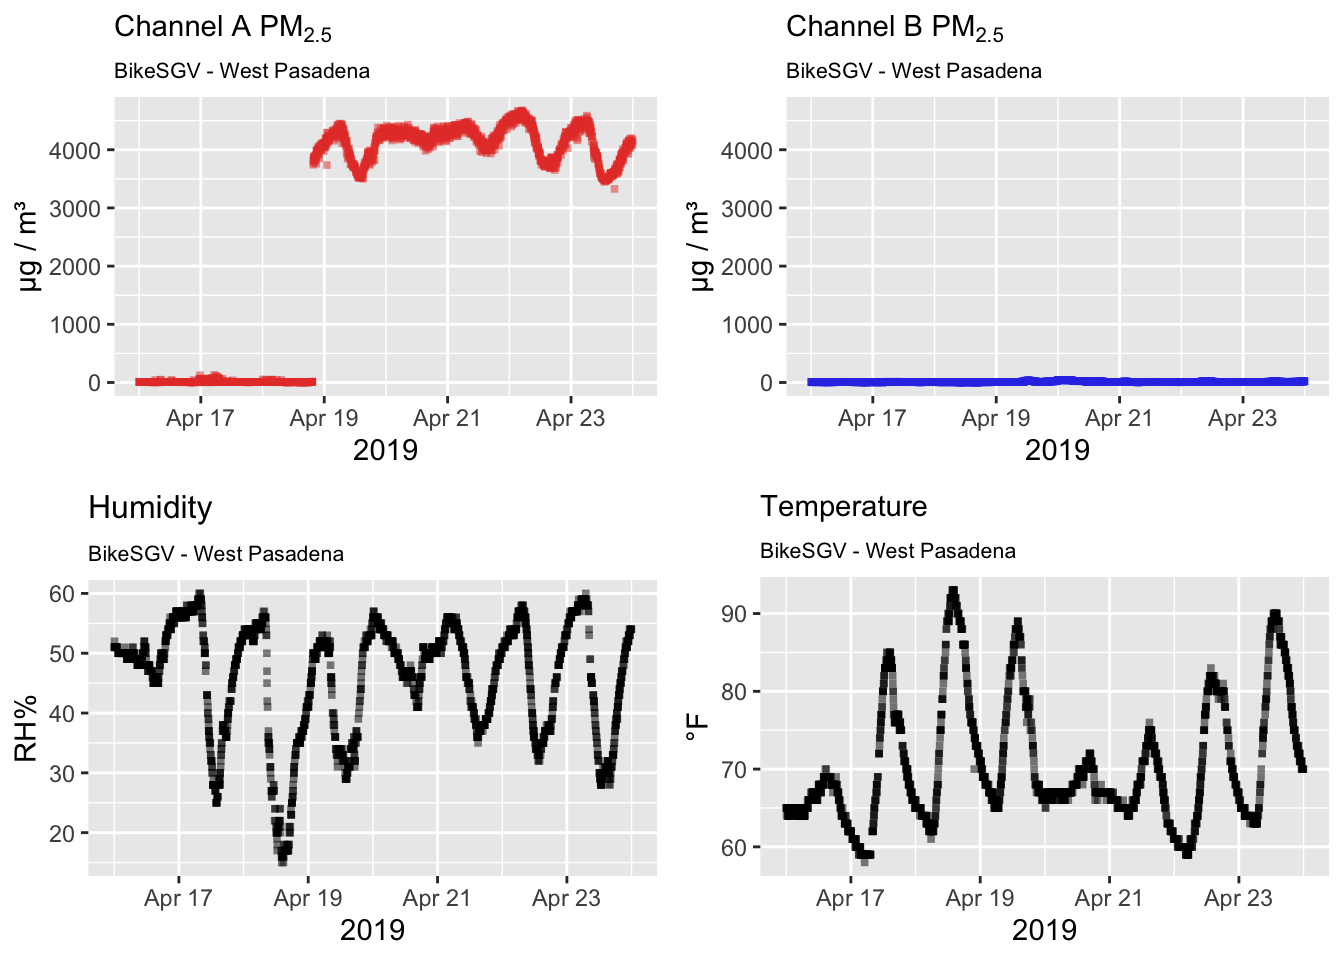 Channel A PM2.5
BikeSGV - West Pasadena
µg / m³
4000
3000
2000
1000
0
Apr 17 Apr 19 Apr 21 Apr 23
2019
Channel B PM2.5
BikeSGV - West Pasadena
µg / m³
4000
3000
2000
1000
0
Apr 17 Apr 19 Apr 21 Apr 23
2019
Humidity
BikeSGV - West Pasadena
RH%
60
50
40
30
20
Apr 17 Apr 19 Apr 21 Apr 23
2019
Temperature
BikeSGV - West Pasadena
°F
90
80
70
60
Apr 17 Apr 19 Apr 21 Apr 23
2019